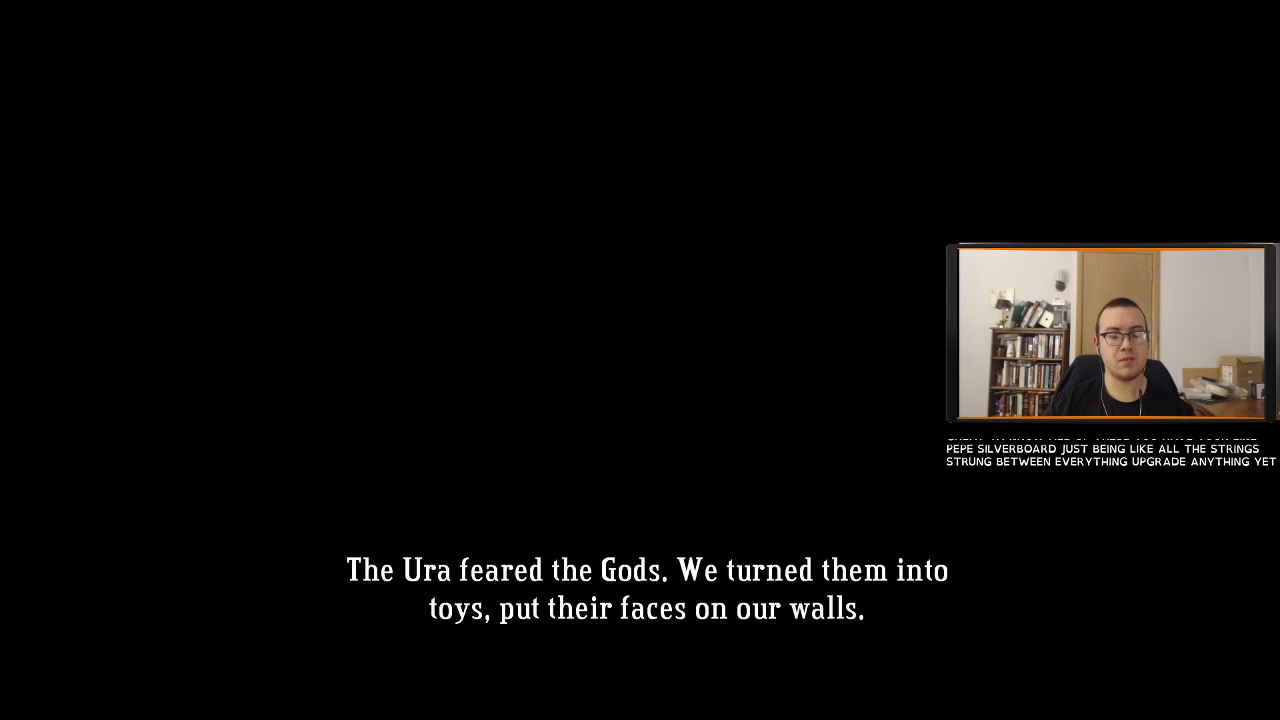 PEPE SILVERBOARD JUST BEING LIKE ALL THE STRINGS
STRUNG BETWEEN EVERYTHING UPGRADE ANYTHING YET
The Ura feared the Gods. We turned them into
toys, put their faces on our walls.